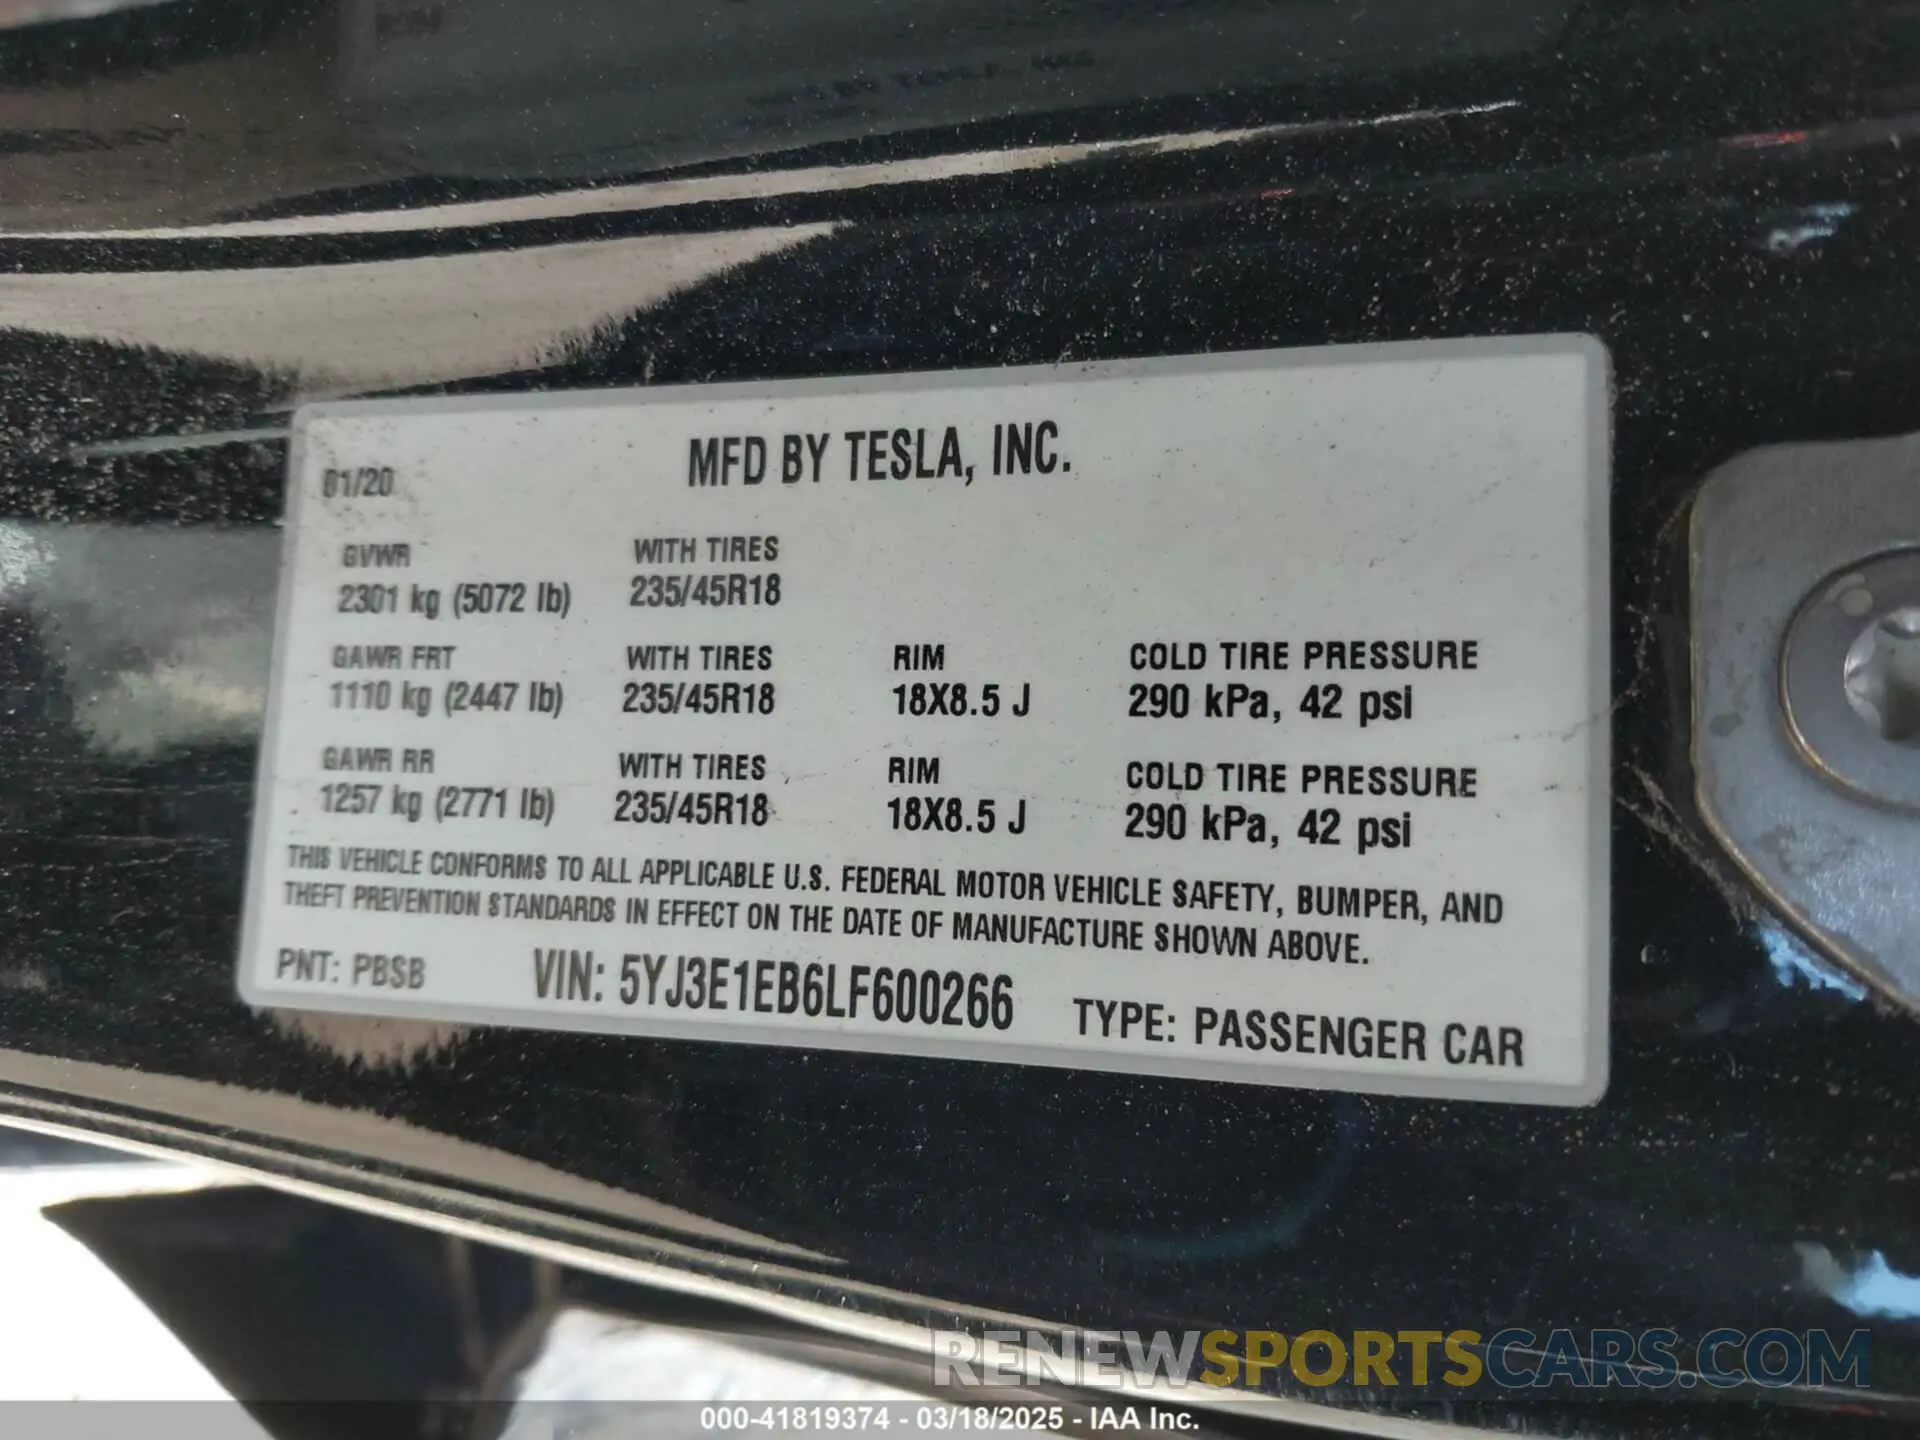 MFD BY TESLA, INC.
01/20
GVWR
2301 kg (5072 lb)
WITH TIRES
235/45R18
GAWR FRT
1110 kg (2447 lb)
WITH TIRES
235/45R18
RIM
18X8.5 J
COLD TIRE PRESSURE
290 kPa, 42 psi
GAWR RR
1257 kg (2771 lb)
WITH TIRES
235/45R18
RIM
18X8.5 J
COLD TIRE PRESSURE
290 kPa, 42 psi
THIS VEHICLE CONFORMS TO ALL APPLICABLE U.S. FEDERAL MOTOR VEHICLE SAFETY, BUMPER, AND
THEFT PREVENTION STANDARDS IN EFFECT ON THE DATE OF MANUFACTURE SHOWN ABOVE.
PNT: PBSB
VIN: 5YJ3E1EB6LF600266
TYPE: PASSENGER CAR
RENEWSPORTSCARS.COM
000-41819374 - 03/18/2025 - IAA Inc.